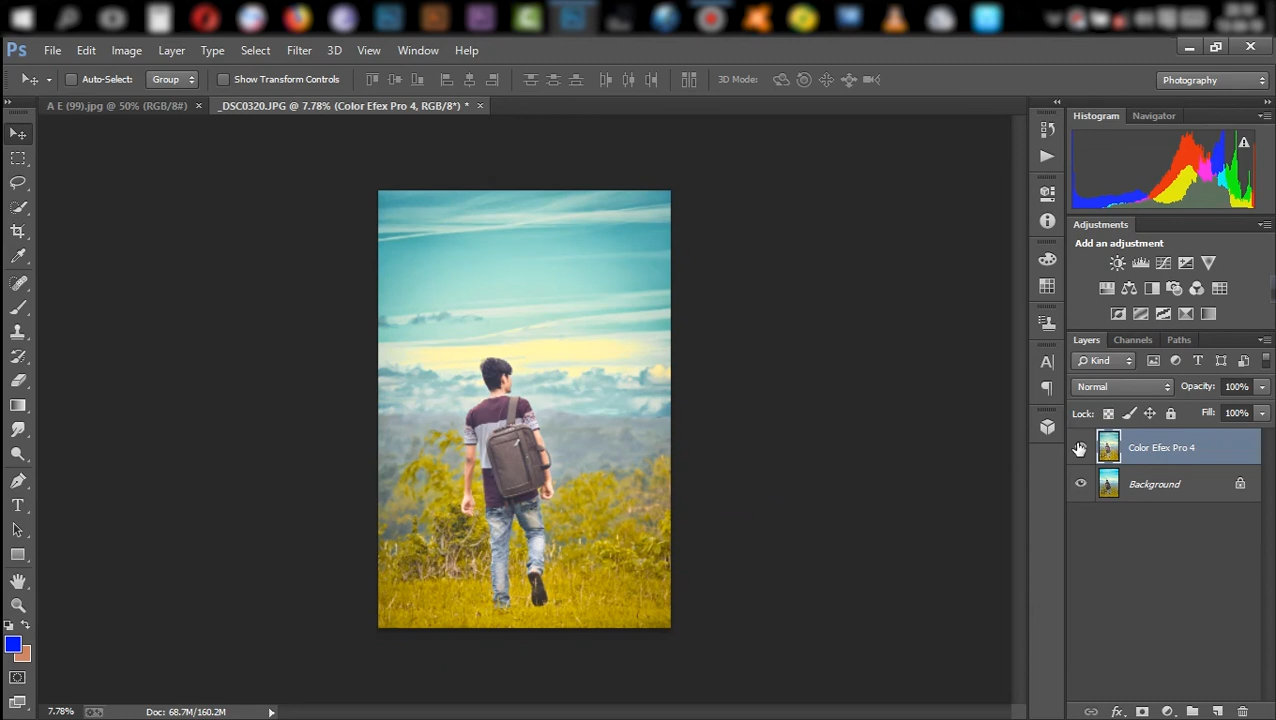 Ps File Edit Image Layer Type Select Filter 3D View Window Help
Auto-Select: Group Show Transform Controls 3D Mode: Photography
A E (99).jpg @ 50% (RGB/8#) × _DSC0320.JPG @ 7.78% (Color Efex Pro 4, RGB/8*) * ×
Histogram Navigator
Adjustments
Add an adjustment
Layers Channels Paths
Kind
Normal Opacity: 100%
Lock: Fill: 100%
Color Efex Pro 4
Background
7.78% Doc: 68.7M/160.2M